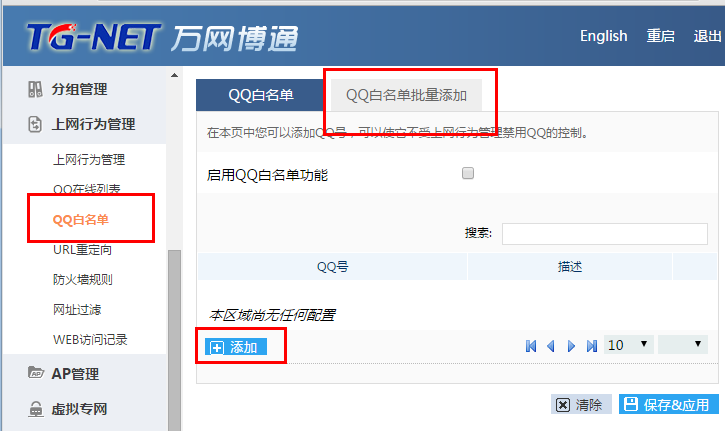 TG-NET 万网博通
English 重启 退出
分组管理
上网行为管理
上网行为管理
QQ在线列表
QQ白名单
URL重定向
防火墙规则
网址过滤
WEB访问记录
AP AP管理
虚拟专网
QQ白名单 QQ白名单批量添加
在本页中您可以添加QQ号，可以使它不受上网行为管理禁用QQ的控制。
启用QQ白名单功能
搜索:
QQ号 描述
本区域尚无任何配置
添加 10
清除 保存&应用